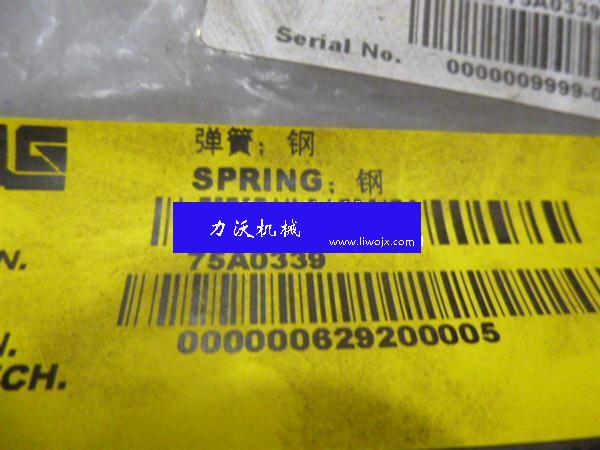 75A0339
Serial No.
0000009999-0
弹簧；钢
SPRING；钢
力沃机械
www.liwojx.com
N.
75A0339
000000629200005
N.
ECH.